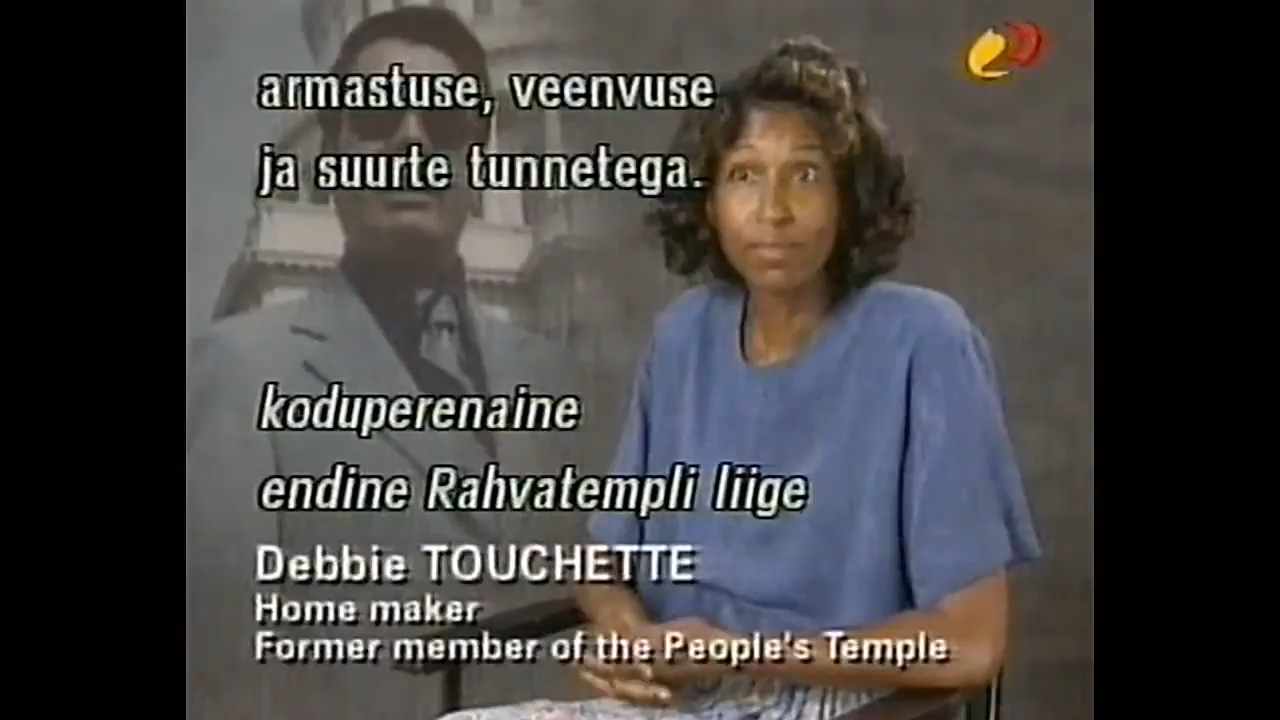 armastuse, veenvuse
ja suurte tunnetega.
koduperenaine
endine Rahvatempli liige
Debbie TOUCHETTE
Home maker
Former member of the People's Temple